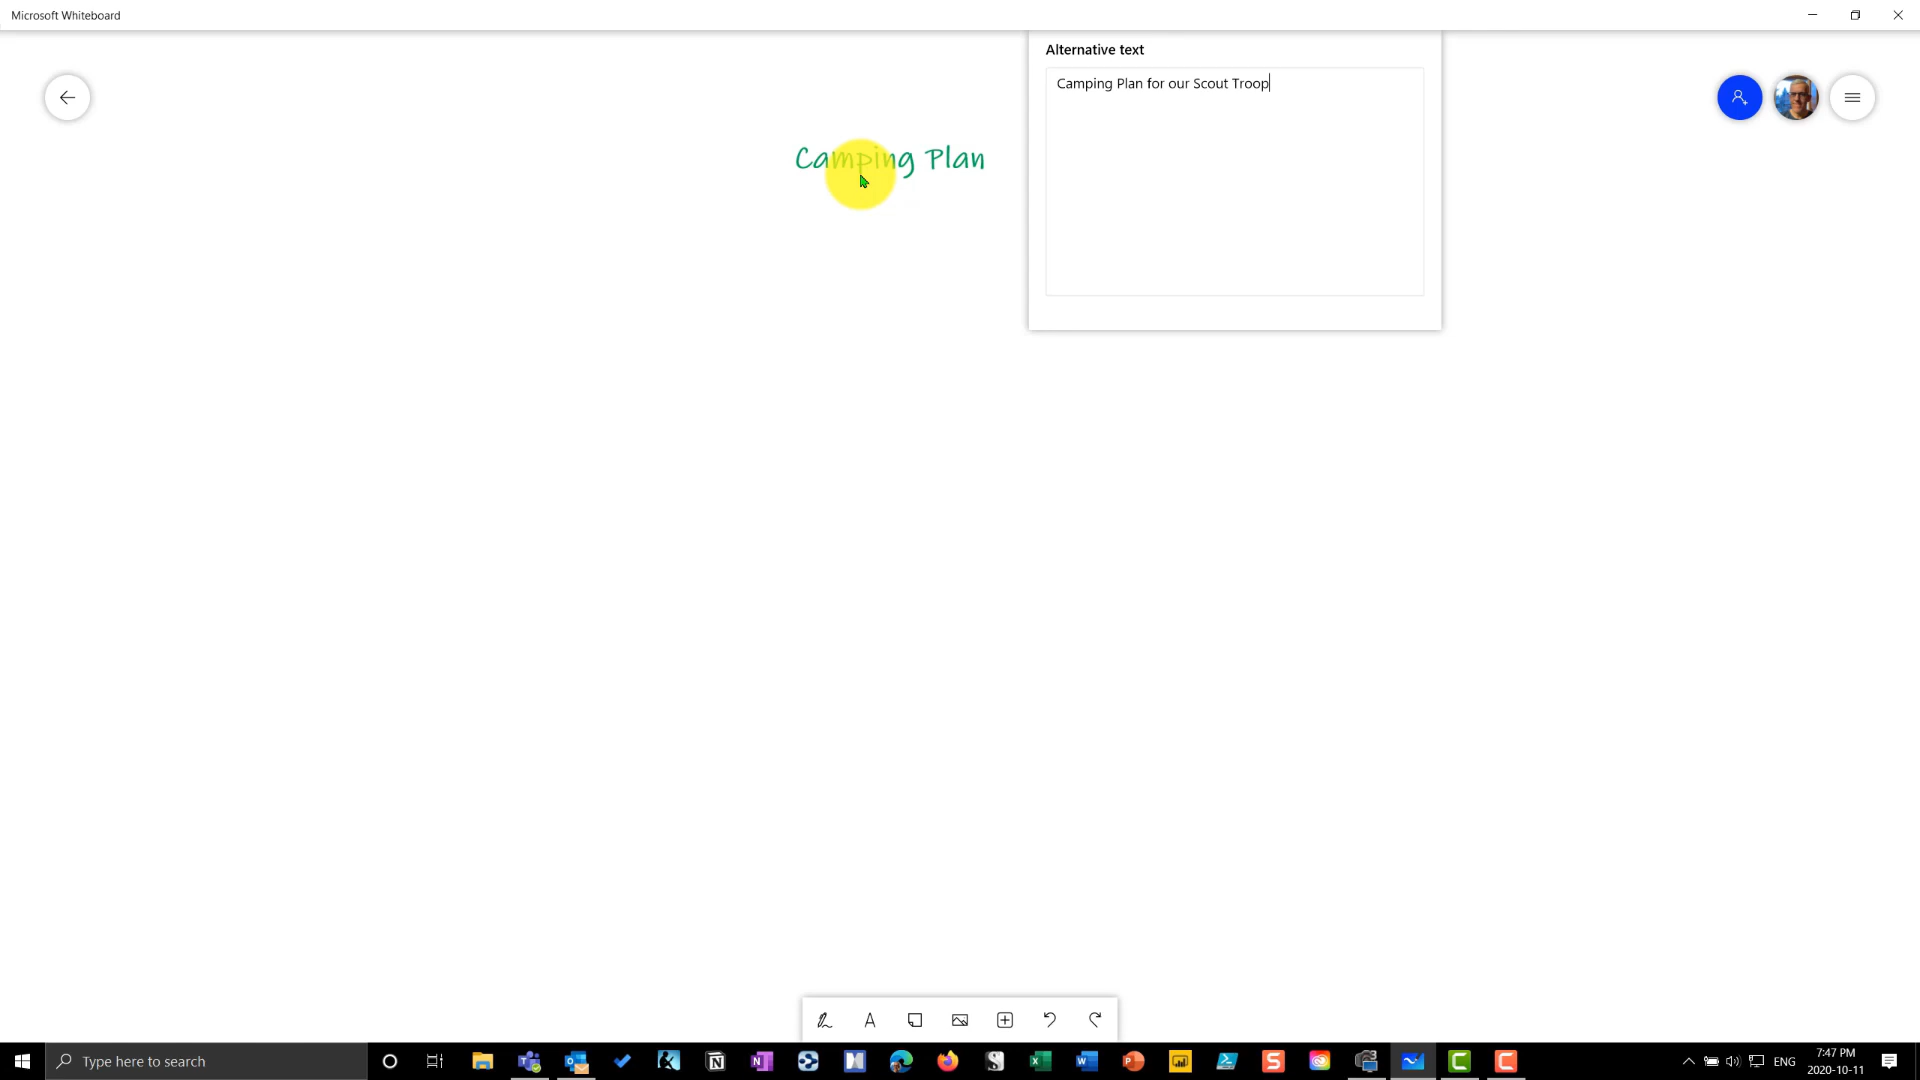 Microsoft Whiteboard
Alternative text
Camping Plan for our Scout Troop
Camping Plan
Type here to search
ENG
7:47 PM
2020-10-11